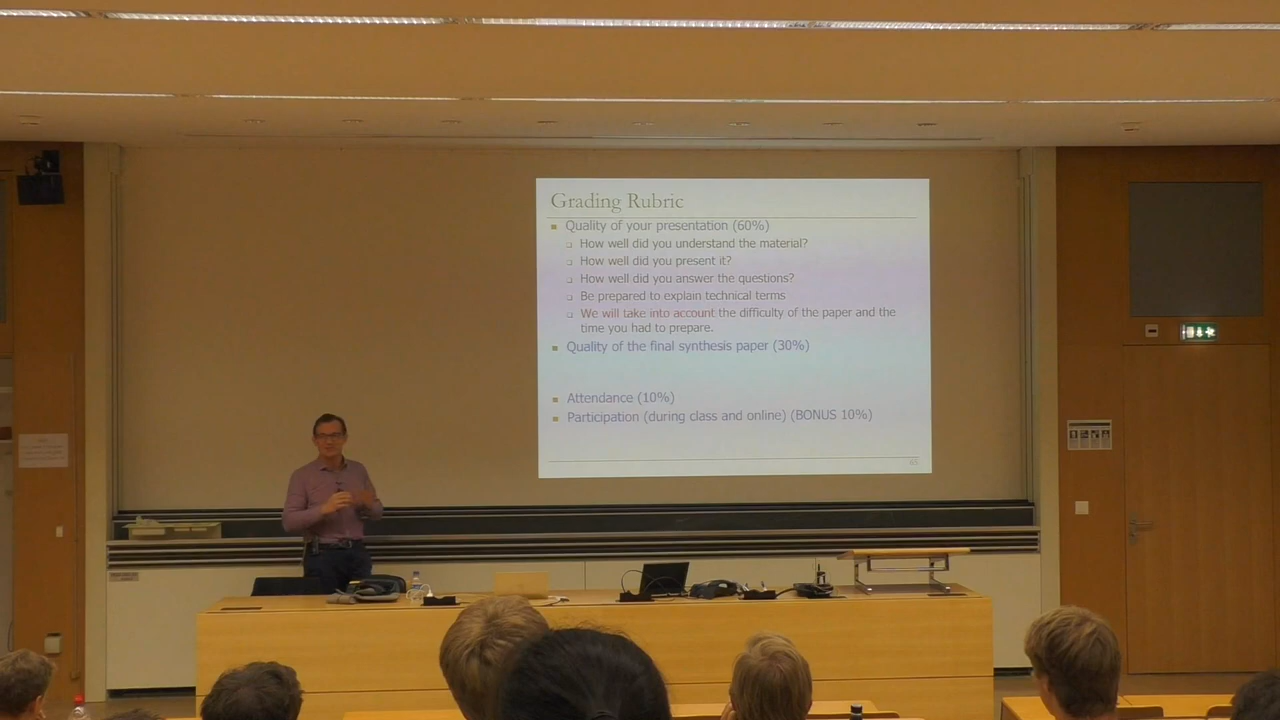 Grading Rubric
Quality of your presentation (60%)
How well did you understand the material?
How well did you present it?
How well did you answer the questions?
Be prepared to explain technical terms
We will take into account the difficulty of the paper and the
time you had to prepare.
Quality of the final synthesis paper (30%)
Attendance (10%)
Participation (during class and online) (BONUS 10%)
65